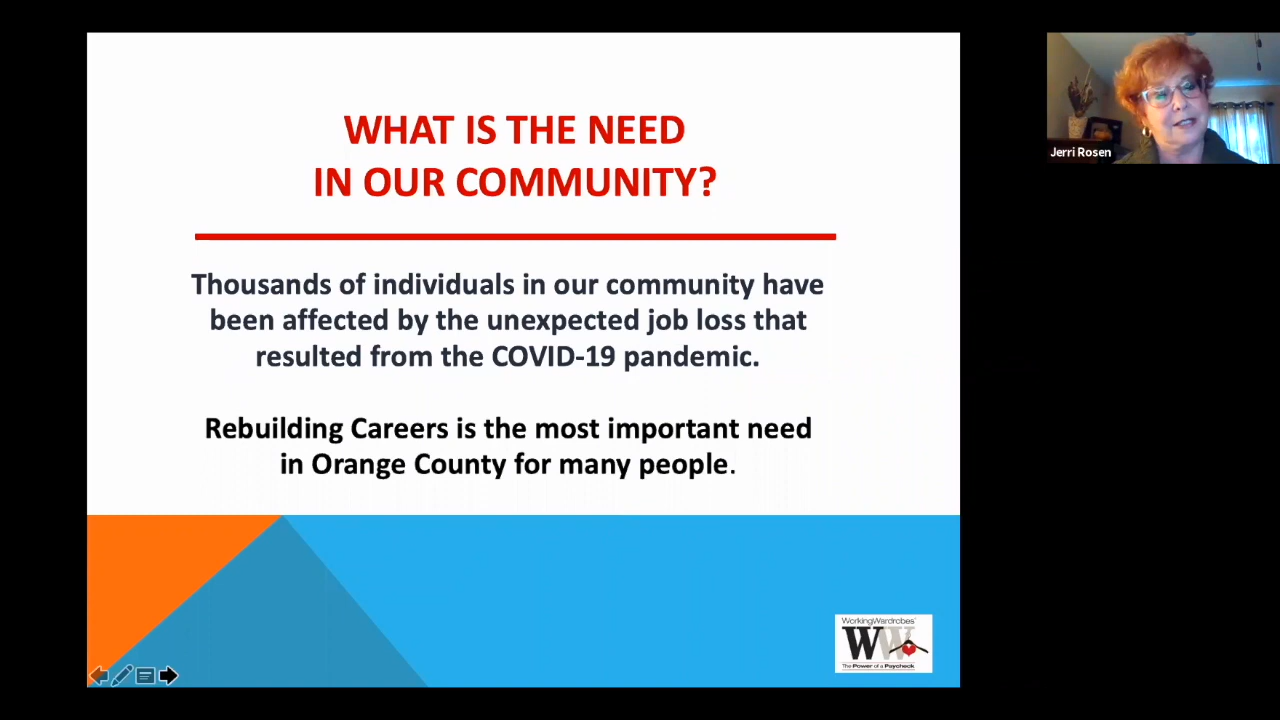 WHAT IS THE NEED
IN OUR COMMUNITY?
Thousands of individuals in our community have
been affected by the unexpected job loss that
resulted from the COVID-19 pandemic.
Rebuilding Careers is the most important need
in Orange County for many people.
Jerri Rosen
WorkingWardrobes
WW
The Power of a Paycheck